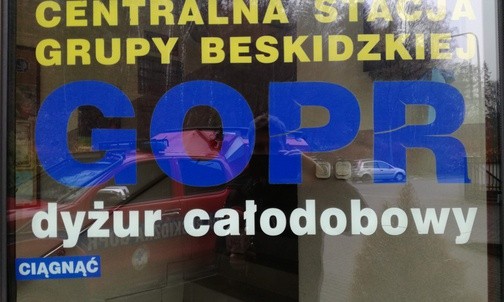 CENTRALNA STACJA
GRUPY BESKIDZKIEJ
GOPR
dyżur całodobowy
CIĄGNĄĆ